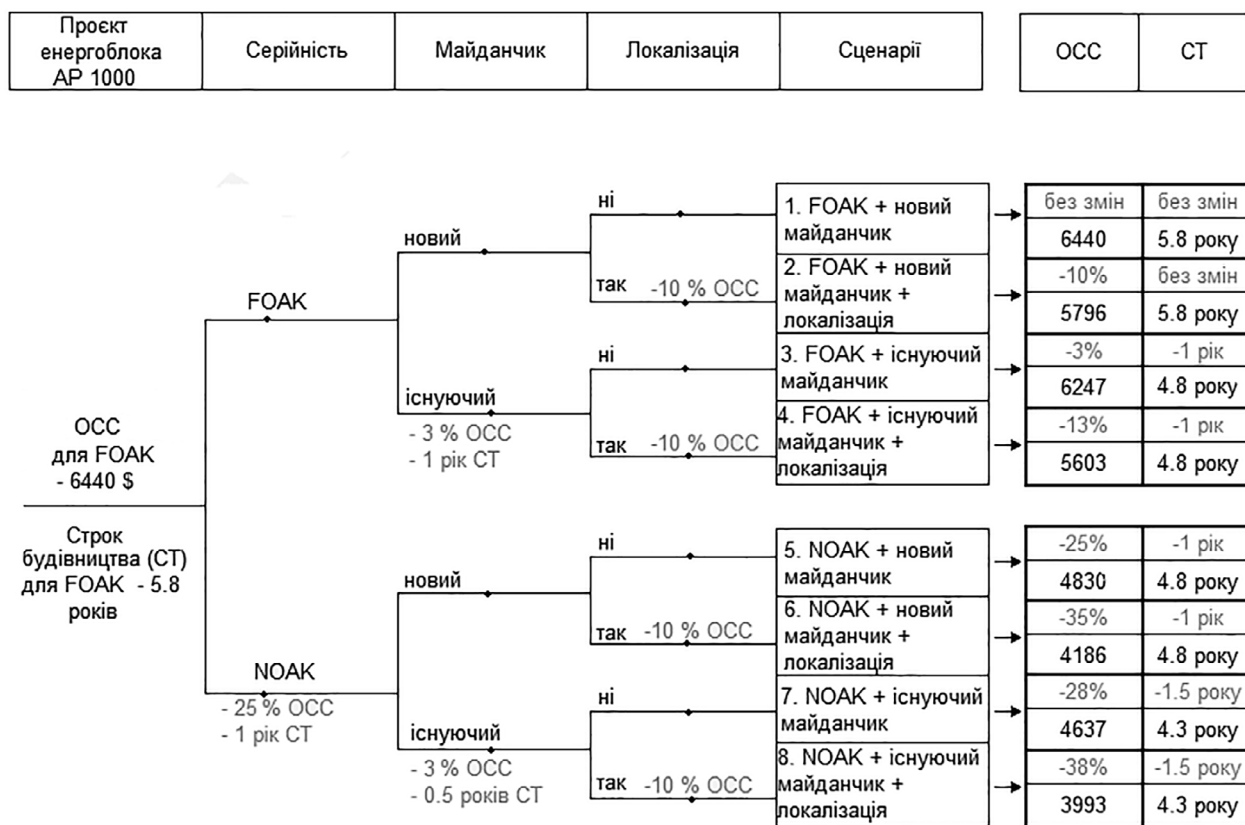 Проєкт
енергоблока
АР 1000
Серійність
Майданчик
Локалізація
Сценарії
ОСС
СТ
ОСС
для FOAK
- 6440 $
Строк
будівництва (СТ)
для FOAK - 5.8
років
FOAK
NOAK
- 25 % ОСС
- 1 рік СТ
новий
існуючий
- 3 % ОСС
- 1 рік СТ
новий
існуючий
- 3 % ОСС
- 0.5 років СТ
ні
так -10 % ОСС
ні
так -10 % ОСС
ні
так -10 % ОСС
ні
так -10 % ОСС
1. FOAK + новий
майданчик
2. FOAK + новий
майданчик +
локалізація
3. FOAK + існуючий
майданчик
4. FOAK + існуючий
майданчик +
локалізація
5. NOAK + новий
майданчик
6. NOAK + новий
майданчик +
локалізація
7. NOAK + існуючий
майданчик
8. NOAK + існуючий
майданчик +
локалізація
без змін без змін
6440 5.8 року
-10% без змін
5796 5.8 року
-3% -1 рік
6247 4.8 року
-13% -1 рік
5603 4.8 року
-25% -1 рік
4830 4.8 року
-35% -1 рік
4186 4.8 року
-28% -1.5 року
4637 4.3 року
-38% -1.5 року
3993 4.3 року